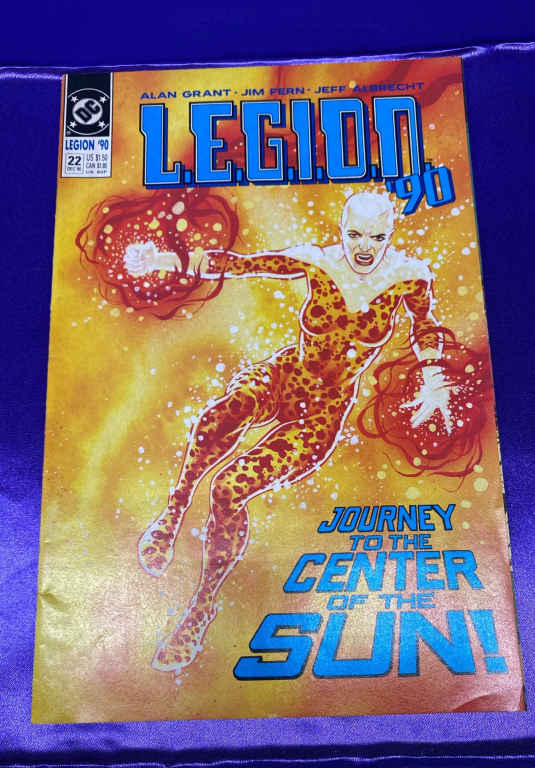 ALAN GRANT · JIM FERN · JEFF ALBRECHT
DC
L.E.G.I.O.N.
'90
LEGION '90
22
US $1.50
CAN $1.85
DEC 90
JOURNEY
TO THE
CENTER
OF THE
SUN!